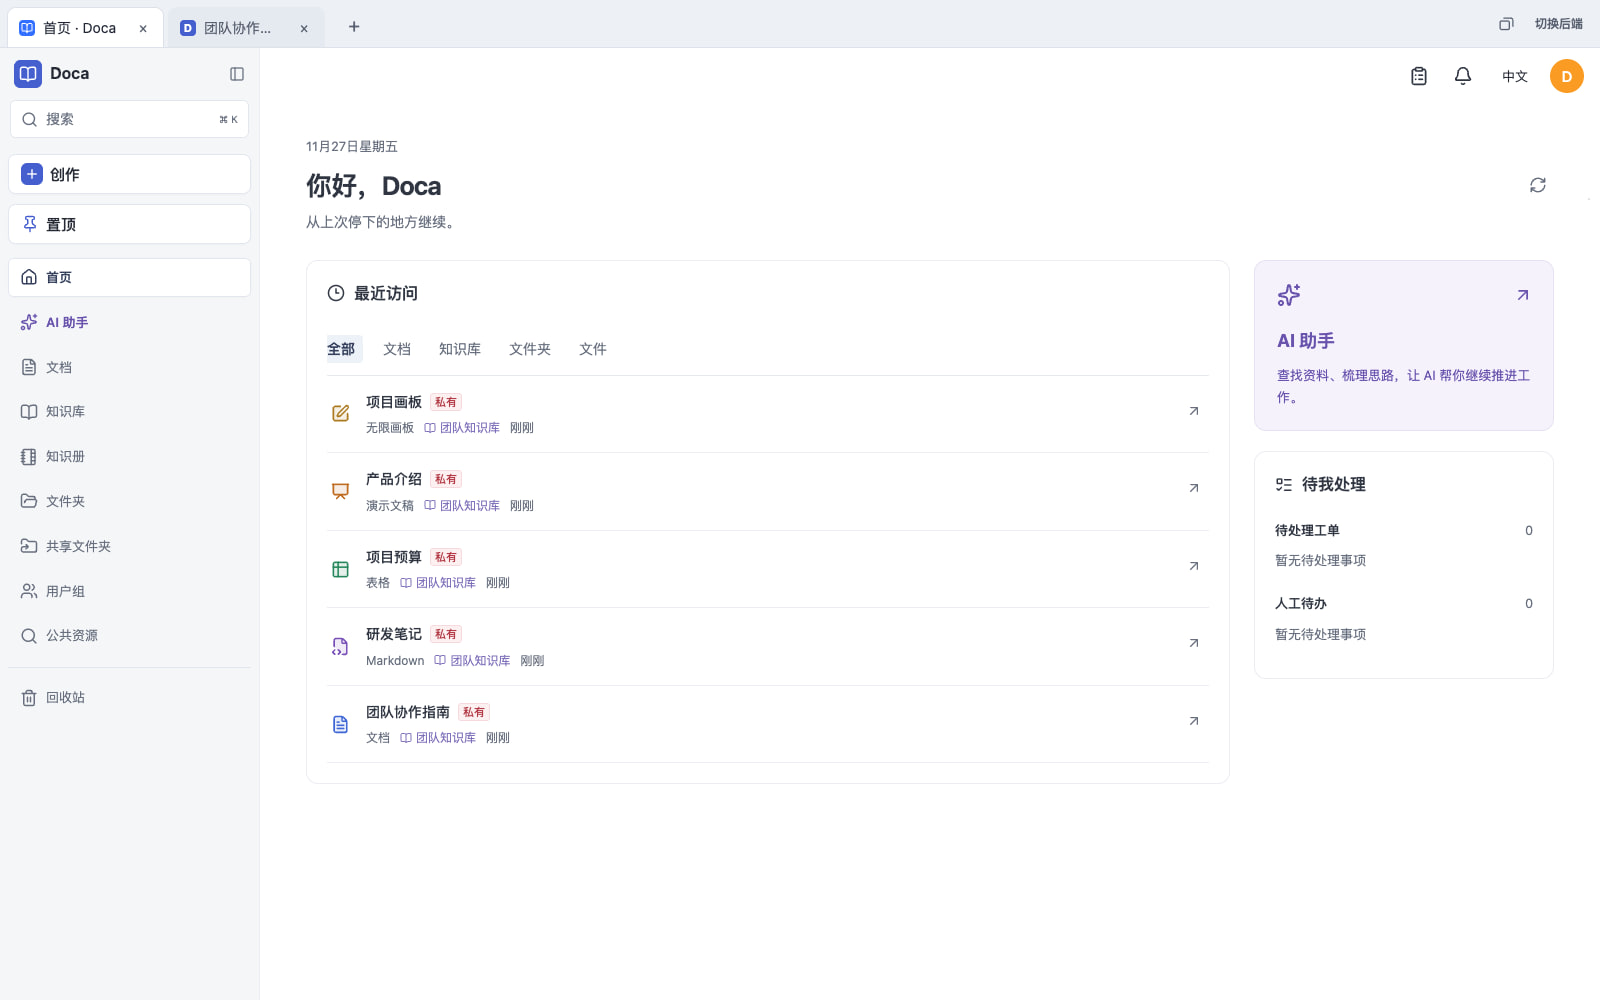 首页 · Doca
团队协作...
切换后端
Doca
搜索 ⌘ K
创作
置顶
首页
AI 助手
文档
知识库
知识册
文件夹
共享文件夹
用户组
公共资源
回收站
中文 D
11月27日星期五
你好，Doca
从上次停下的地方继续。
最近访问
全部 文档 知识库 文件夹 文件
项目画板 私有
无限画板 团队知识库 刚刚
产品介绍 私有
演示文稿 团队知识库 刚刚
项目预算 私有
表格 团队知识库 刚刚
研发笔记 私有
Markdown 团队知识库 刚刚
团队协作指南 私有
文档 团队知识库 刚刚
AI 助手
查找资料、梳理思路，让 AI 帮你继续推进工
作。
待我处理
待处理工单 0
暂无待处理事项
人工待办 0
暂无待处理事项